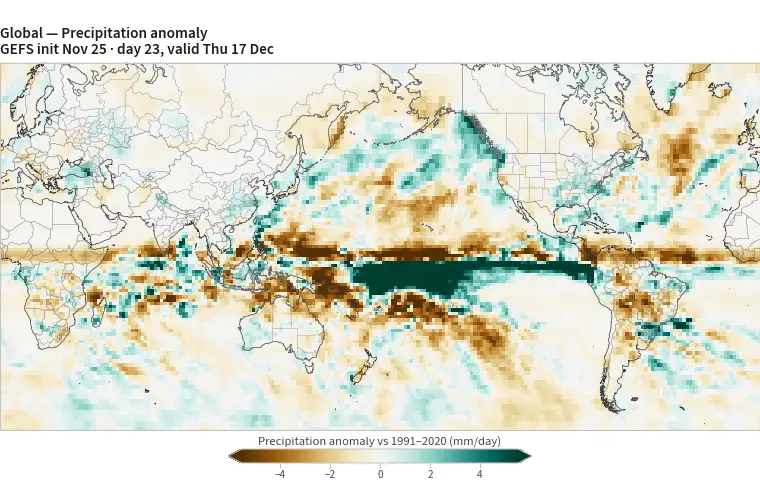 Global — Precipitation anomaly
GEFS init Nov 25 · day 23, valid Thu 17 Dec
Precipitation anomaly vs 1991–2020 (mm/day)
−4 −2 0 2 4